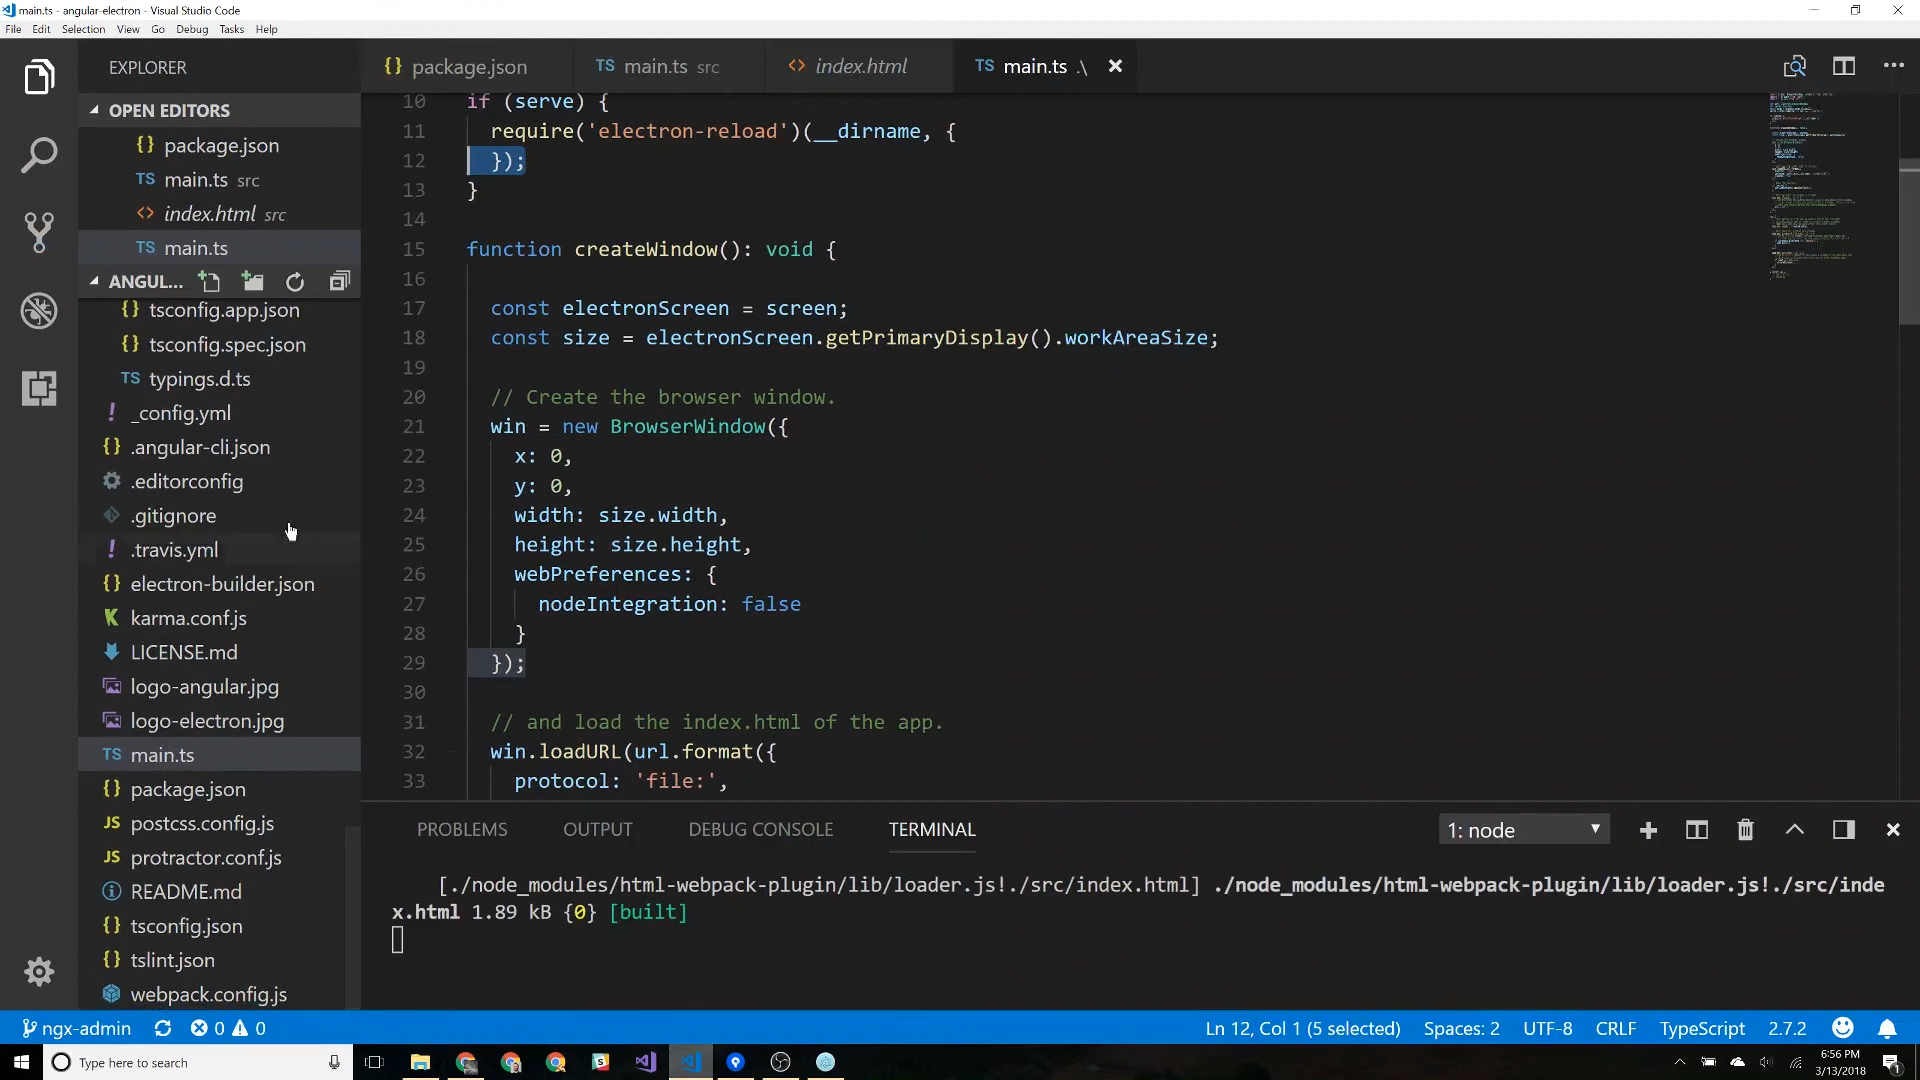 main.ts - angular-electron - Visual Studio Code
File Edit Selection View Go Debug Tasks Help
EXPLORER
OPEN EDITORS
{} package.json
TS main.ts src
<> index.html src
TS main.ts
ANGUL...
{} tsconfig.app.json
{} tsconfig.spec.json
TS typings.d.ts
! _config.yml
{} .angular-cli.json
.editorconfig
.gitignore
! .travis.yml
{} electron-builder.json
K karma.conf.js
LICENSE.md
logo-angular.jpg
logo-electron.jpg
TS main.ts
{} package.json
JS postcss.config.js
JS protractor.conf.js
README.md
{} tsconfig.json
{} tslint.json
webpack.config.js
{} package.json TS main.ts src <> index.html TS main.ts .\
10 if (serve) {
11 require('electron-reload')(__dirname, {
12 });
13 }
14
15 function createWindow(): void {
16
17 const electronScreen = screen;
18 const size = electronScreen.getPrimaryDisplay().workAreaSize;
19
20 // Create the browser window.
21 win = new BrowserWindow({
22 x: 0,
23 y: 0,
24 width: size.width,
25 height: size.height,
26 webPreferences: {
27 nodeIntegration: false
28 }
29 });
30
31 // and load the index.html of the app.
32 win.loadURL(url.format({
33 protocol: 'file:',
PROBLEMS OUTPUT DEBUG CONSOLE TERMINAL 1: node
[./node_modules/html-webpack-plugin/lib/loader.js!./src/index.html] ./node_modules/html-webpack-plugin/lib/loader.js!./src/inde
x.html 1.89 kB {0} [built]
ngx-admin 0 0 Ln 12, Col 1 (5 selected) Spaces: 2 UTF-8 CRLF TypeScript 2.7.2
Type here to search
6:56 PM
3/13/2018